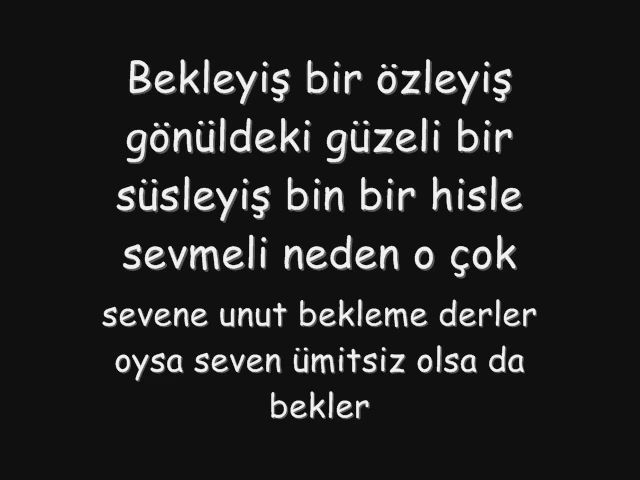 Bekleyiş bir özleyiş
gönüldeki güzeli bir
süsleyiş bin bir hisle
sevmeli neden o çok
sevene unut bekleme derler
oysa seven ümitsiz olsa da
bekler